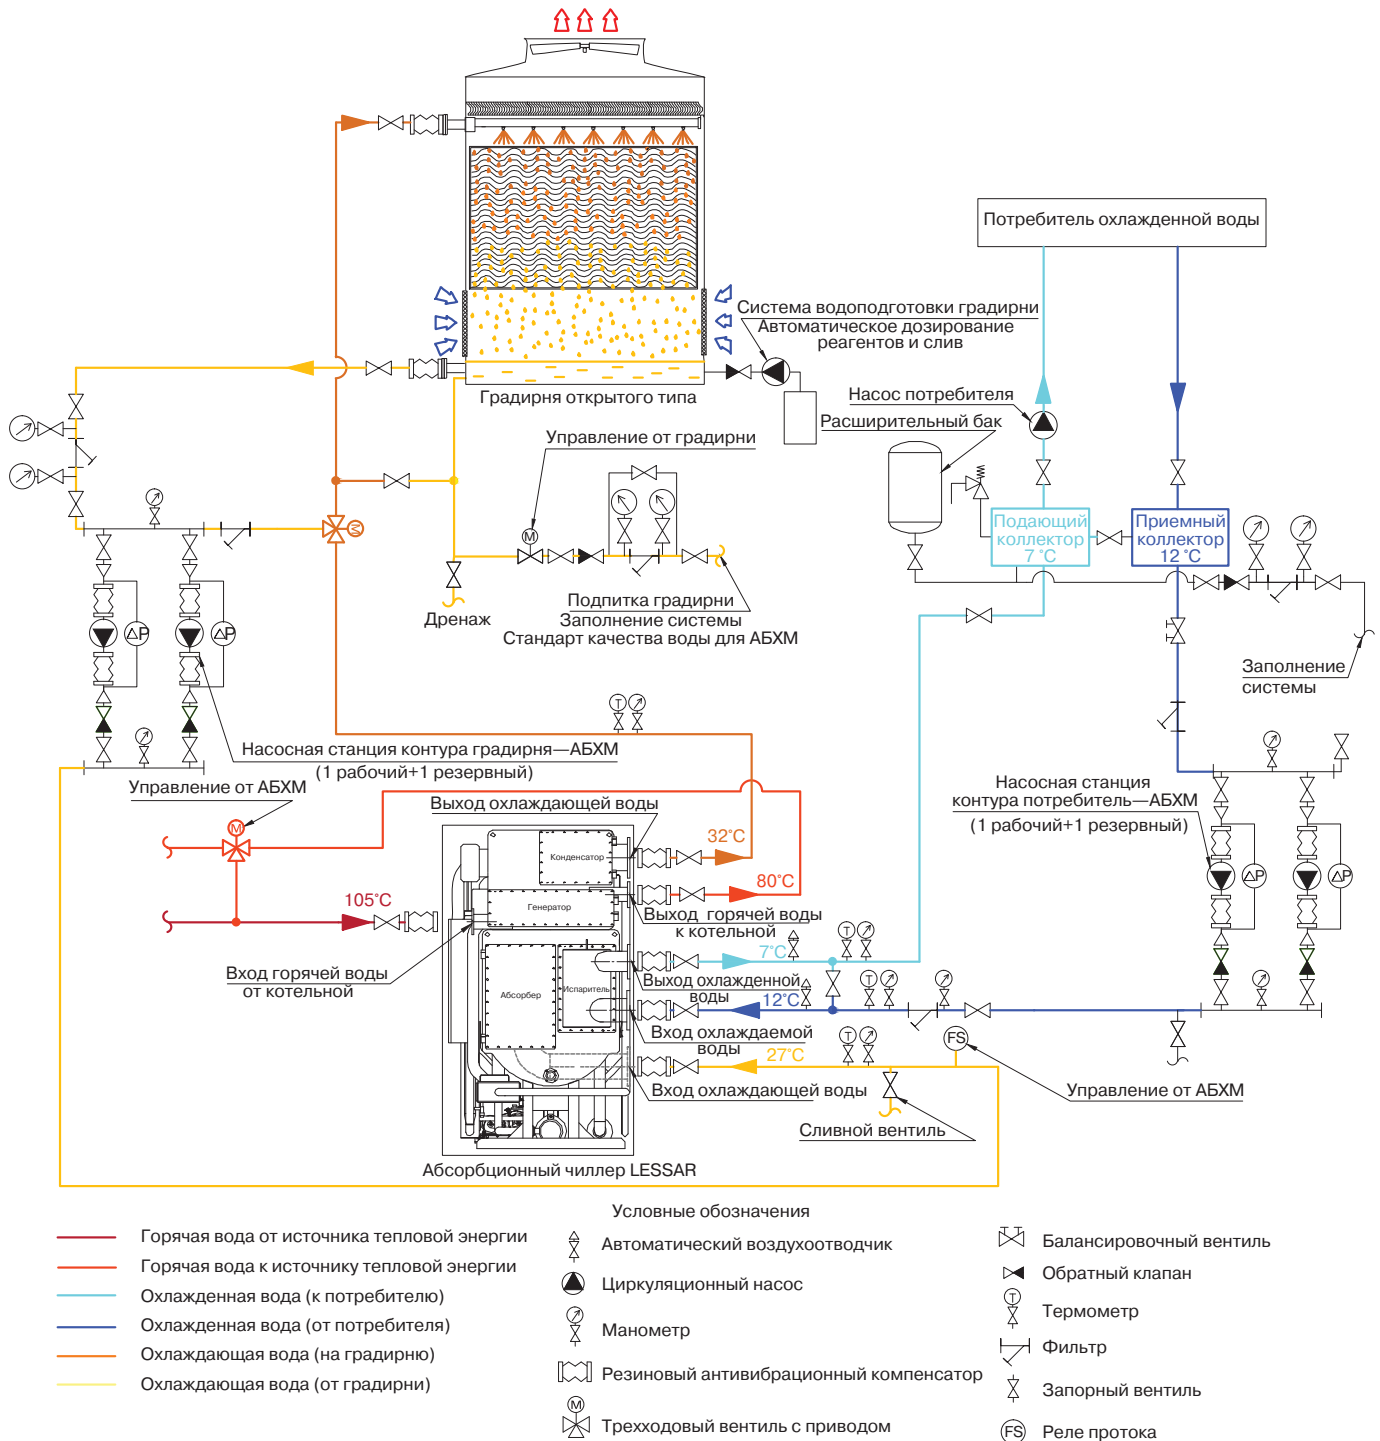 Потребитель охлажденной воды
Система водоподготовки градирни
Автоматическое дозирование
реагентов и слив
Градирня открытого типа
Насос потребителя
Расширительный бак
Управление от градирни
M
M
Подающий
коллектор
7 °C
Приемный
коллектор
12 °C
Подпитка градирни
Заполнение системы
Стандарт качества воды для АБХМ
Дренаж
ΔP
ΔP
Заполнение
системы
T
Насосная станция контура градирня—АБХМ
(1 рабочий+1 резервный)
Управление от АБХМ
M
Выход охлаждающей воды
Насосная станция
контура потребитель—АБХМ
(1 рабочий+1 резервный)
ΔP
ΔP
Конденсатор
32°C
80°C
105°C
Генератор
Выход горячей воды
к котельной
Вход горячей воды
от котельной
7°C
T
Выход охлажденной
воды
Абсорбер
Испаритель
12°C
T
Вход охлаждаемой
воды
27°C
T
FS
Вход охлаждающей воды
Управление от АБХМ
Сливной вентиль
Абсорбционный чиллер LESSAR
Условные обозначения
Горячая вода от источника тепловой энергии
Горячая вода к источнику тепловой энергии
Охлажденная вода (к потребителю)
Охлажденная вода (от потребителя)
Охлаждающая вода (на градирню)
Охлаждающая вода (от градирни)
Автоматический воздухоотводчик
Циркуляционный насос
Манометр
Резиновый антивибрационный компенсатор
M
Трехходовый вентиль с приводом
Балансировочный вентиль
Обратный клапан
T
Термометр
Фильтр
Запорный вентиль
FS
Реле протока